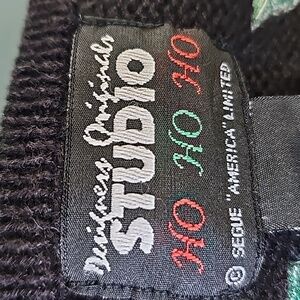 Designers Originals
STUDIO
HO HO HO
© SEGUE "AMERICA" LIMITED